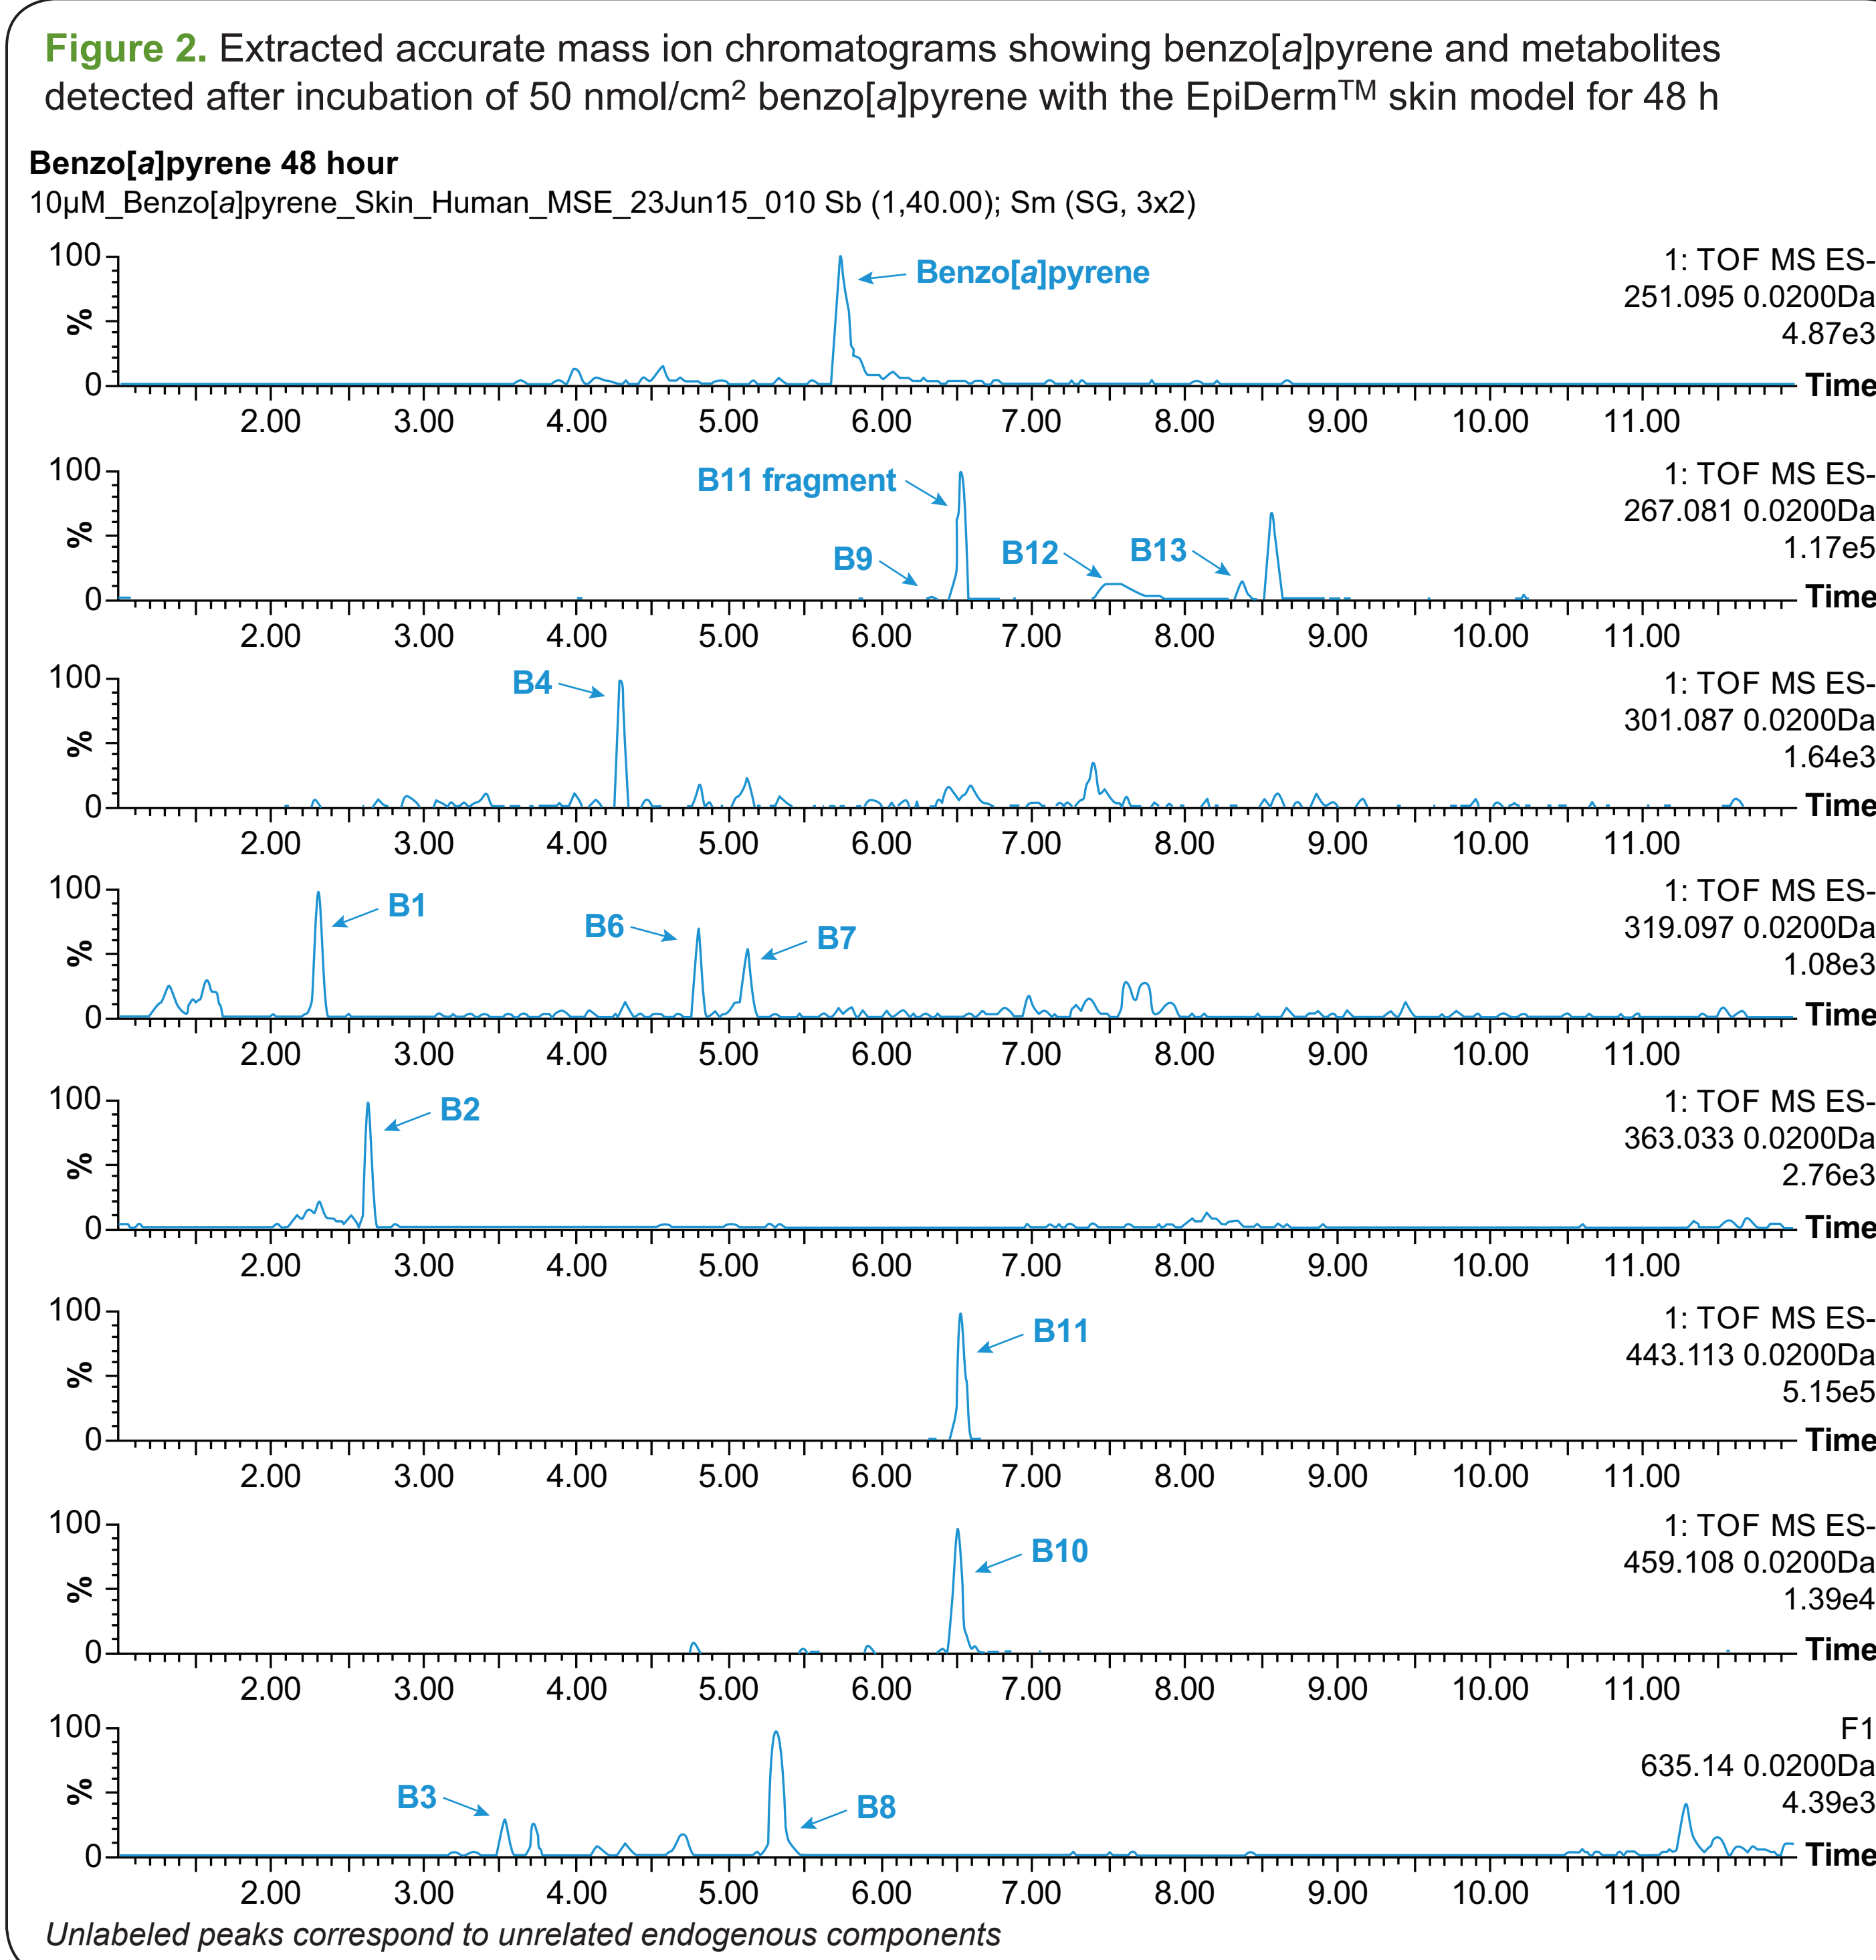 Figure 2. Extracted accurate mass ion chromatograms showing benzo[a]pyrene and metabolites
detected after incubation of 50 nmol/cm² benzo[a]pyrene with the EpiDerm™ skin model for 48 h
Benzo[a]pyrene 48 hour
10µM_Benzo[a]pyrene_Skin_Human_MSE_23Jun15_010 Sb (1,40.00); Sm (SG, 3x2)
100
%
0
Benzo[a]pyrene
1: TOF MS ES-
251.095 0.0200Da
4.87e3
Time
2.00 3.00 4.00 5.00 6.00 7.00 8.00 9.00 10.00 11.00
100
%
0
B11 fragment
B9
B12
B13
1: TOF MS ES-
267.081 0.0200Da
1.17e5
Time
2.00 3.00 4.00 5.00 6.00 7.00 8.00 9.00 10.00 11.00
100
%
0
B4
1: TOF MS ES-
301.087 0.0200Da
1.64e3
Time
2.00 3.00 4.00 5.00 6.00 7.00 8.00 9.00 10.00 11.00
100
%
0
B1
B6
B7
1: TOF MS ES-
319.097 0.0200Da
1.08e3
Time
2.00 3.00 4.00 5.00 6.00 7.00 8.00 9.00 10.00 11.00
100
%
0
B2
1: TOF MS ES-
363.033 0.0200Da
2.76e3
Time
2.00 3.00 4.00 5.00 6.00 7.00 8.00 9.00 10.00 11.00
100
%
0
B11
1: TOF MS ES-
443.113 0.0200Da
5.15e5
Time
2.00 3.00 4.00 5.00 6.00 7.00 8.00 9.00 10.00 11.00
100
%
0
B10
1: TOF MS ES-
459.108 0.0200Da
1.39e4
Time
2.00 3.00 4.00 5.00 6.00 7.00 8.00 9.00 10.00 11.00
100
%
0
B3
B8
F1
635.14 0.0200Da
4.39e3
Time
2.00 3.00 4.00 5.00 6.00 7.00 8.00 9.00 10.00 11.00
Unlabeled peaks correspond to unrelated endogenous components